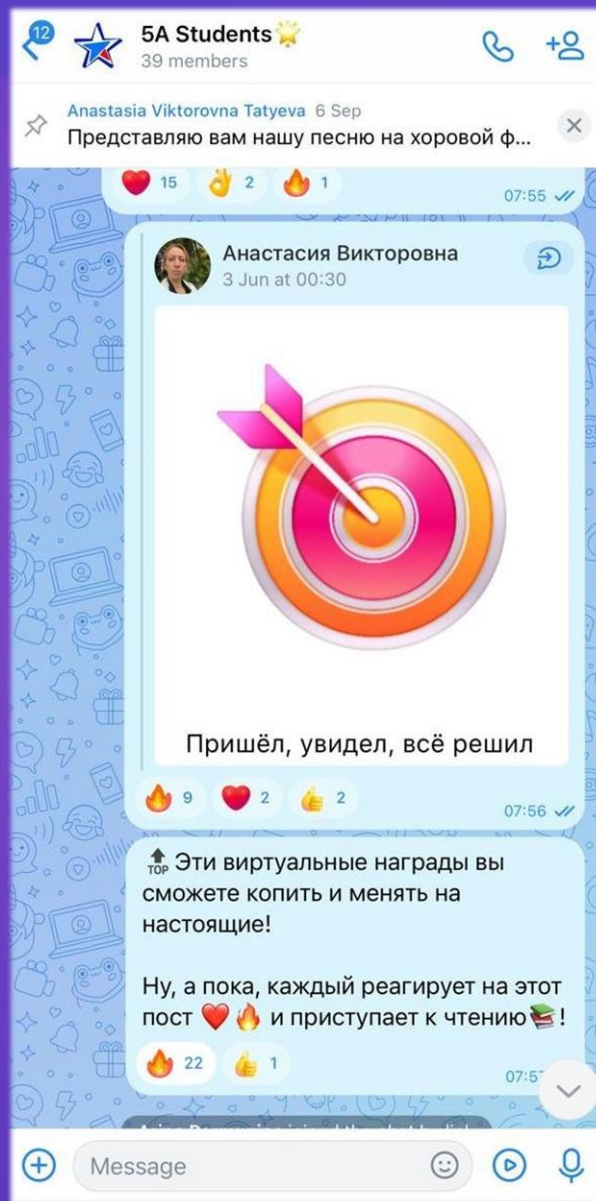 12
5A Students🌟
39 members
Anastasia Viktorovna Tatyeva 6 Sep
Представляю вам нашу песню на хоровой ф...
❤️ 15 👌 2 🔥 1
07:55
Анастасия Викторовна
3 Jun at 00:30
Пришёл, увидел, всё решил
🔥 9 ❤️ 2 👍 2
07:56
🔝 Эти виртуальные награды вы
сможете копить и менять на
настоящие!
Ну, а пока, каждый реагирует на этот
пост ❤️🔥 и приступает к чтению📚!
🔥 22 👍 1
Message